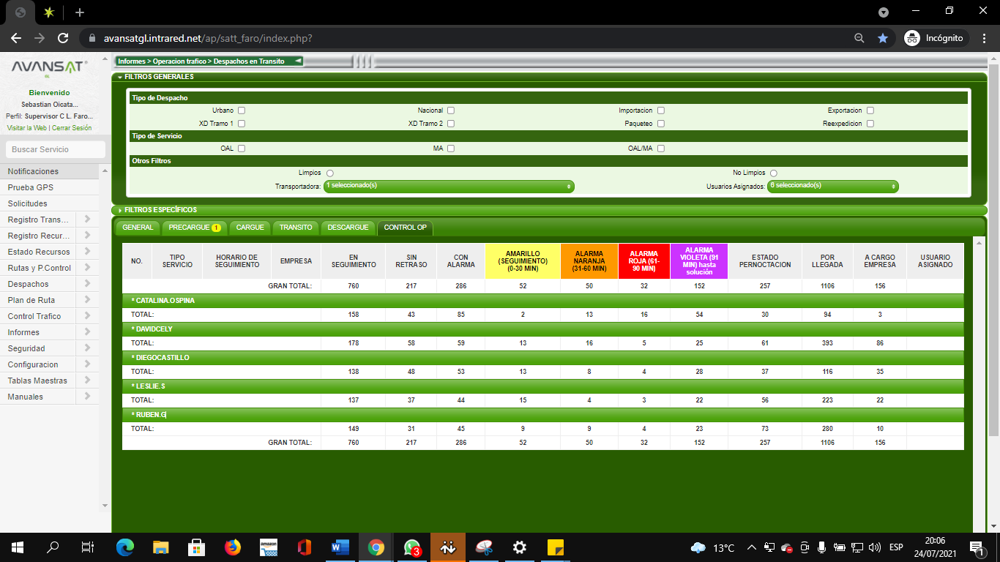 avansatgl.intrared.net/ap/satt_faro/index.php?
Incógnito
AVANSAT
GL
Bienvenido
Sebastian Oicata...
Perfil: Supervisor C L. Faro...
Visitar la Web | Cerrar Sesión
Buscar Servicio
Notificaciones
Prueba GPS
Solicitudes
Registro Trans...
Registro Recur...
Estado Recursos
Rutas y P.Control
Despachos
Plan de Ruta
Control Trafico
Informes
Seguridad
Configuracion
Tablas Maestras
Manuales
Informes > Operacion trafico > Despachos en Transito
FILTROS GENERALES
Tipo de Despacho
Urbano Nacional Importacion Exportacion
XD Tramo 1 XD Tramo 2 Paqueteo Reexpedicion
Tipo de Servicio
OAL MA OAL/MA
Otros Filtros
Limpios No Limpios
Transportadora: 1 seleccionado(s) Usuarios Asignados: 6 seleccionado(s)
FILTROS ESPECÍFICOS
GENERAL PRECARGUE 1 CARGUE TRANSITO DESCARGUE CONTROL OP
NO. TIPO SERVICIO HORARIO DE SEGUIMIENTO EMPRESA EN SEGUIMIENTO SIN RETRASO CON ALARMA AMARILLO (SEGUIMIENTO) (0-30 MIN) ALARMA NARANJA (31-60 MIN) ALARMA ROJA (61-90 MIN) ALARMA VIOLETA (91 MIN) hasta solución ESTADO PERNOCTACION POR LLEGADA A CARGO EMPRESA USUARIO ASIGNADO
GRAN TOTAL: 760 217 286 52 50 32 152 257 1106 156
* CATALINA.OSPINA
TOTAL: 158 43 85 2 13 16 54 30 94 3
* DAVIDCELY
TOTAL: 178 58 59 13 16 5 25 61 393 86
* DIEGOCASTILLO
TOTAL: 138 48 53 13 8 4 28 37 116 35
* LESLIE.S
TOTAL: 137 37 44 15 4 3 22 56 223 22
* RUBEN.G
TOTAL: 149 31 45 9 9 4 23 73 280 10
GRAN TOTAL: 760 217 286 52 50 32 152 257 1106 156
amazon
3
13°C
ESP
20:06
24/07/2021
1